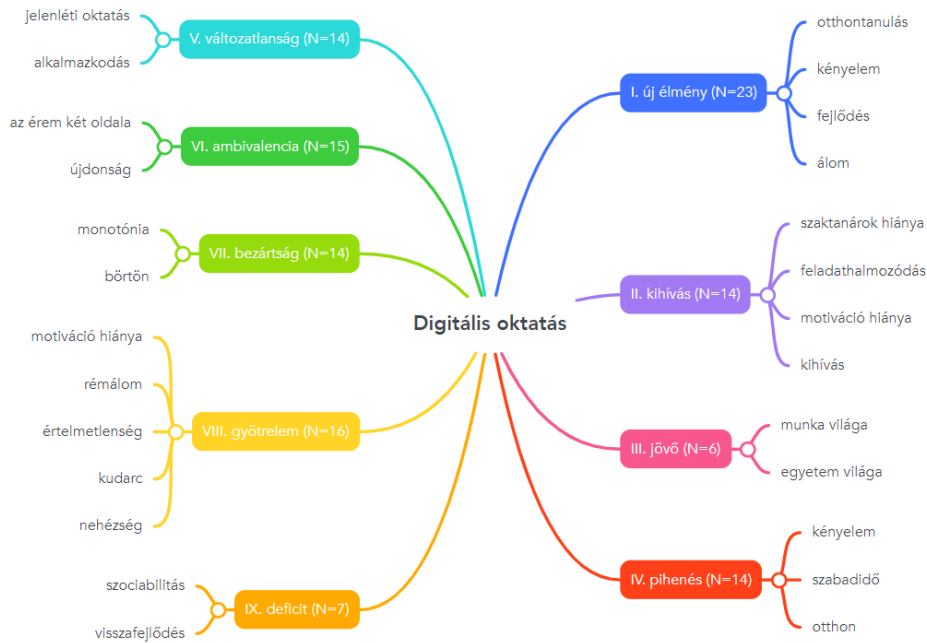 Digitális oktatás
I. új élmény (N=23)
otthontanulás
kényelem
fejlődés
álom
II. kihívás (N=14)
szaktanárok hiánya
feladathalmozódás
motiváció hiánya
kihívás
III. jövő (N=6)
munka világa
egyetem világa
IV. pihenés (N=14)
kényelem
szabadidő
otthon
V. változatlanság (N=14)
jelenléti oktatás
alkalmazkodás
VI. ambivalencia (N=15)
az érem két oldala
újdonság
VII. bezártság (N=14)
monotónia
börtön
VIII. gyötrelem (N=16)
motiváció hiánya
rémálom
értelmetlenség
kudarc
nehézség
IX. deficit (N=7)
szociabilitás
visszafejlődés